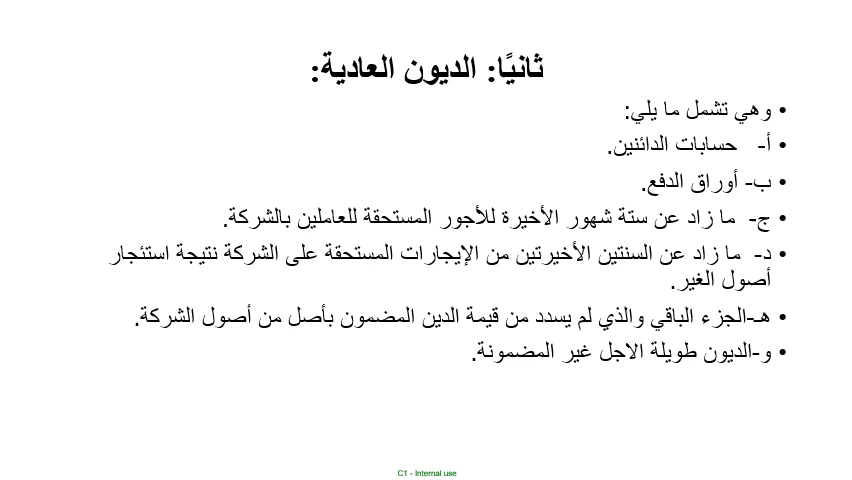 ثانيًا: الديون العادية:
• وهي تشمل ما يلي:
• أ- حسابات الدائنين.
• ب- أوراق الدفع.
• ج- ما زاد عن ستة شهور الأخيرة للأجور المستحقة للعاملين بالشركة.
• د- ما زاد عن السنتين الأخيرتين من الإيجارات المستحقة على الشركة نتيجة استئجار
أصول الغير.
• هـ-الجزء الباقي والذي لم يسدد من قيمة الدين المضمون بأصل من أصول الشركة.
• و-الديون طويلة الاجل غير المضمونة.
C1 - Internal use